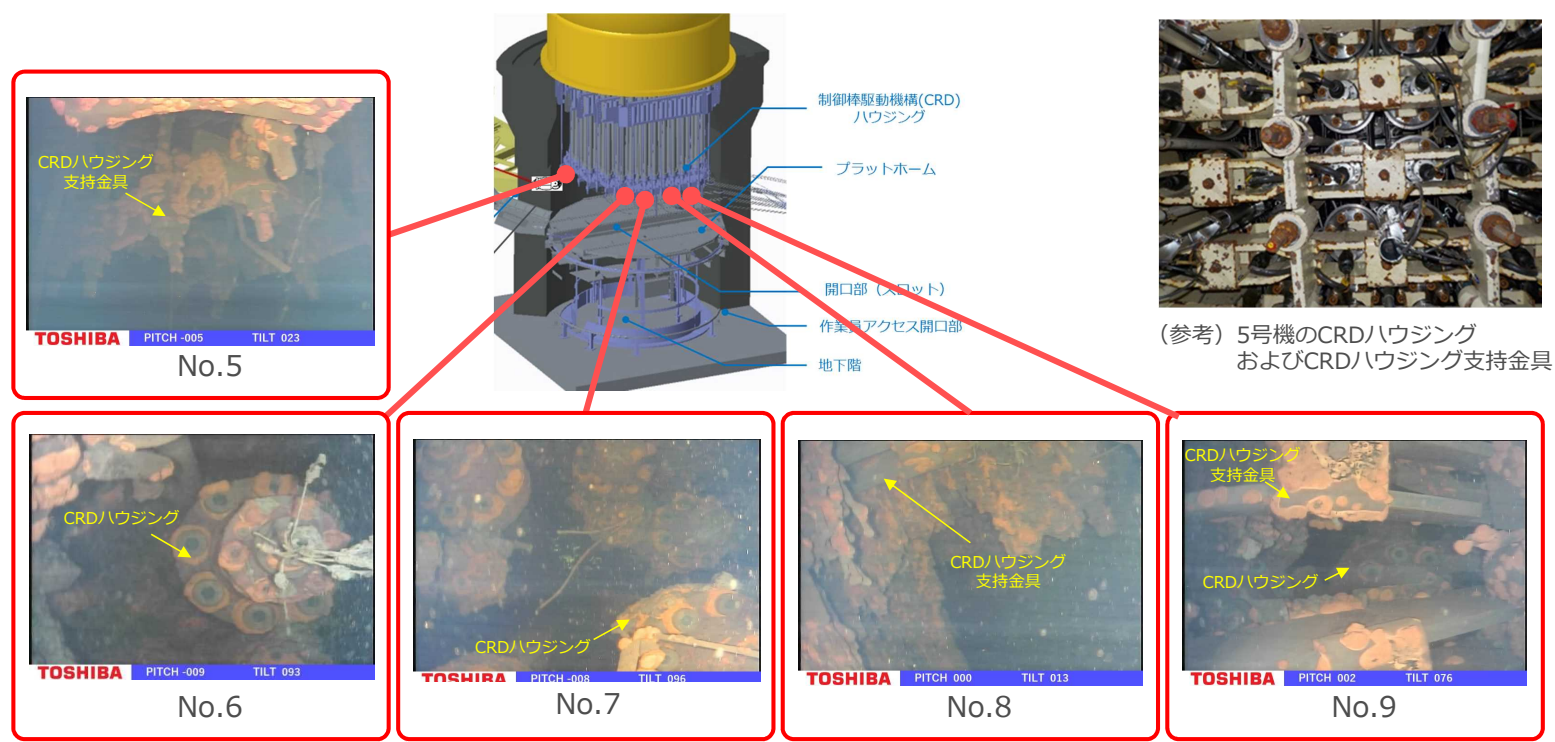 CRDハウジング
支持金具
TOSHIBA PITCH -005 TILT 023
No.5
制御棒駆動機構(CRD)
ハウジング
プラットホーム
開口部（スロット）
作業員アクセス開口部
地下階
（参考）5号機のCRDハウジング
およびCRDハウジング支持金具
CRDハウジング
TOSHIBA PITCH -009 TILT 093
No.6
CRDハウジング
TOSHIBA PITCH -008 TILT 096
No.7
CRDハウジング
支持金具
TOSHIBA PITCH 000 TILT 013
No.8
CRDハウジング
支持金具
CRDハウジング
TOSHIBA PITCH 002 TILT 076
No.9